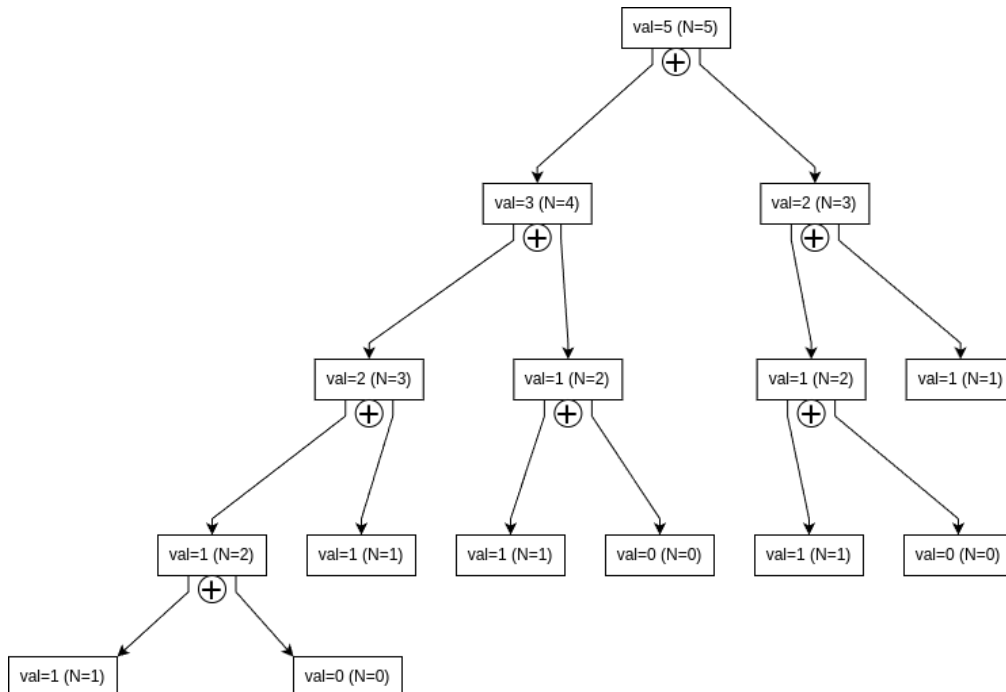 val=5 (N=5)
val=3 (N=4)
val=2 (N=3)
val=2 (N=3)
val=1 (N=2)
val=1 (N=2)
val=1 (N=1)
val=1 (N=2)
val=1 (N=1)
val=1 (N=1)
val=0 (N=0)
val=1 (N=1)
val=0 (N=0)
val=1 (N=1)
val=0 (N=0)